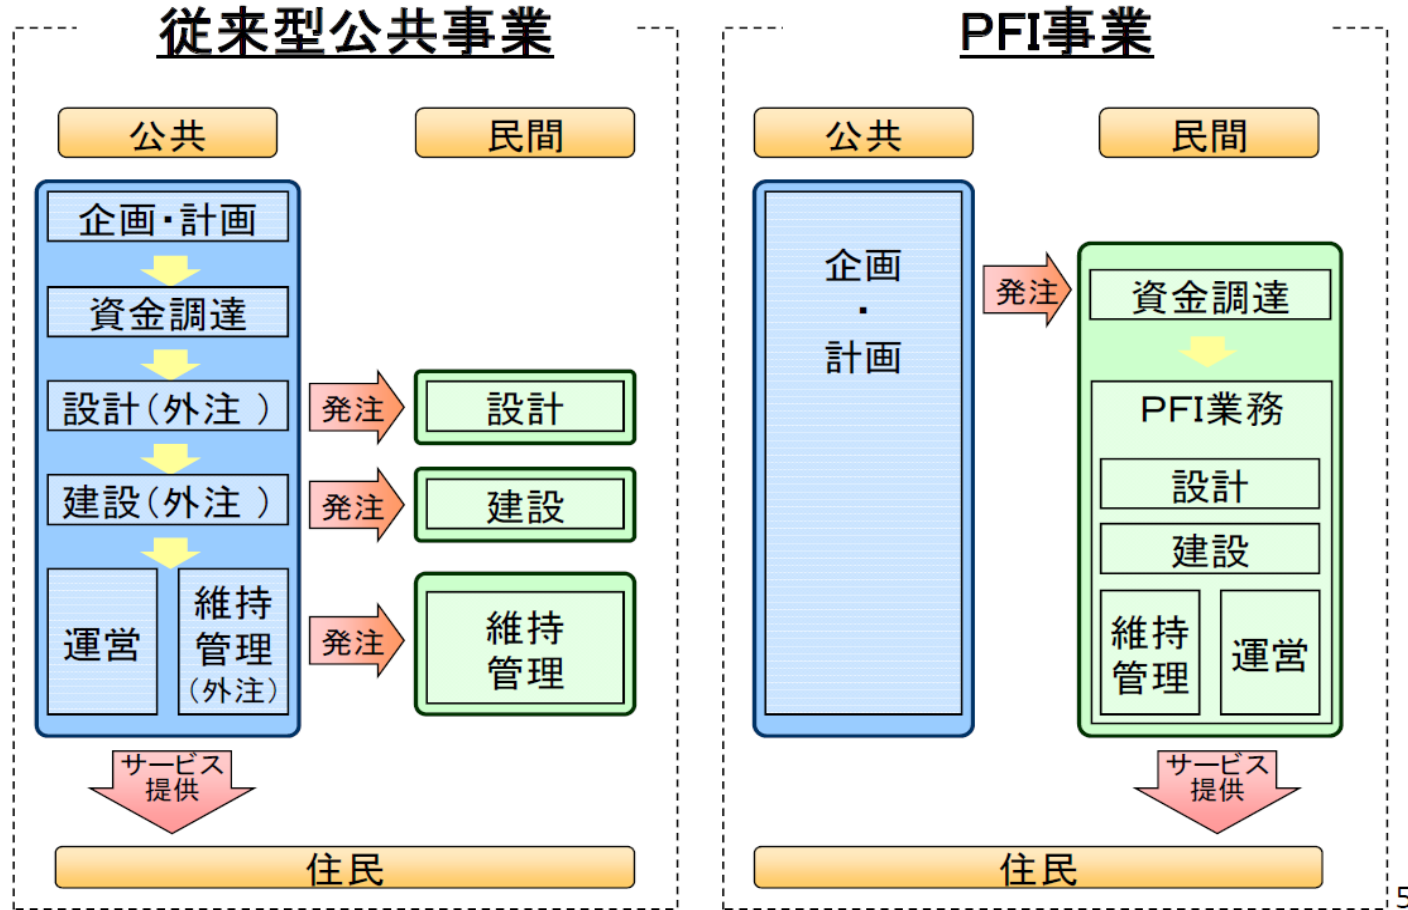 従来型公共事業
公共
民間
企画・計画
資金調達
設計(外注 )
発注
設計
建設(外注 )
発注
建設
運営
維持
管理
(外注)
発注
維持
管理
サービス
提供
住民
PFI事業
公共
民間
企画
・
計画
発注
資金調達
PFI業務
設計
建設
維持
管理
運営
サービス
提供
住民
5